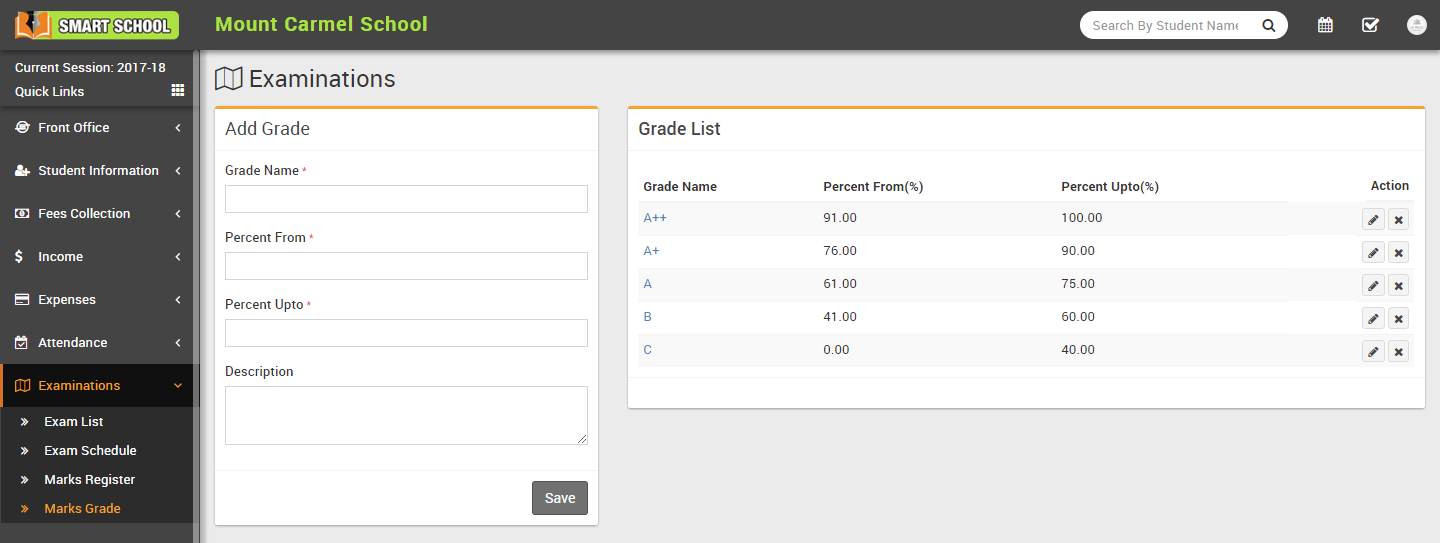 SMART SCHOOL
Mount Carmel School
Search By Student Name
Current Session: 2017-18
Quick Links
Front Office
Student Information
Fees Collection
Income
Expenses
Attendance
Examinations
Exam List
Exam Schedule
Marks Register
Marks Grade
Examinations
Add Grade
Grade Name *
Percent From *
Percent Upto *
Description
Save
Grade List
Grade Name Percent From(%) Percent Upto(%) Action
A++ 91.00 100.00
A+ 76.00 90.00
A 61.00 75.00
B 41.00 60.00
C 0.00 40.00